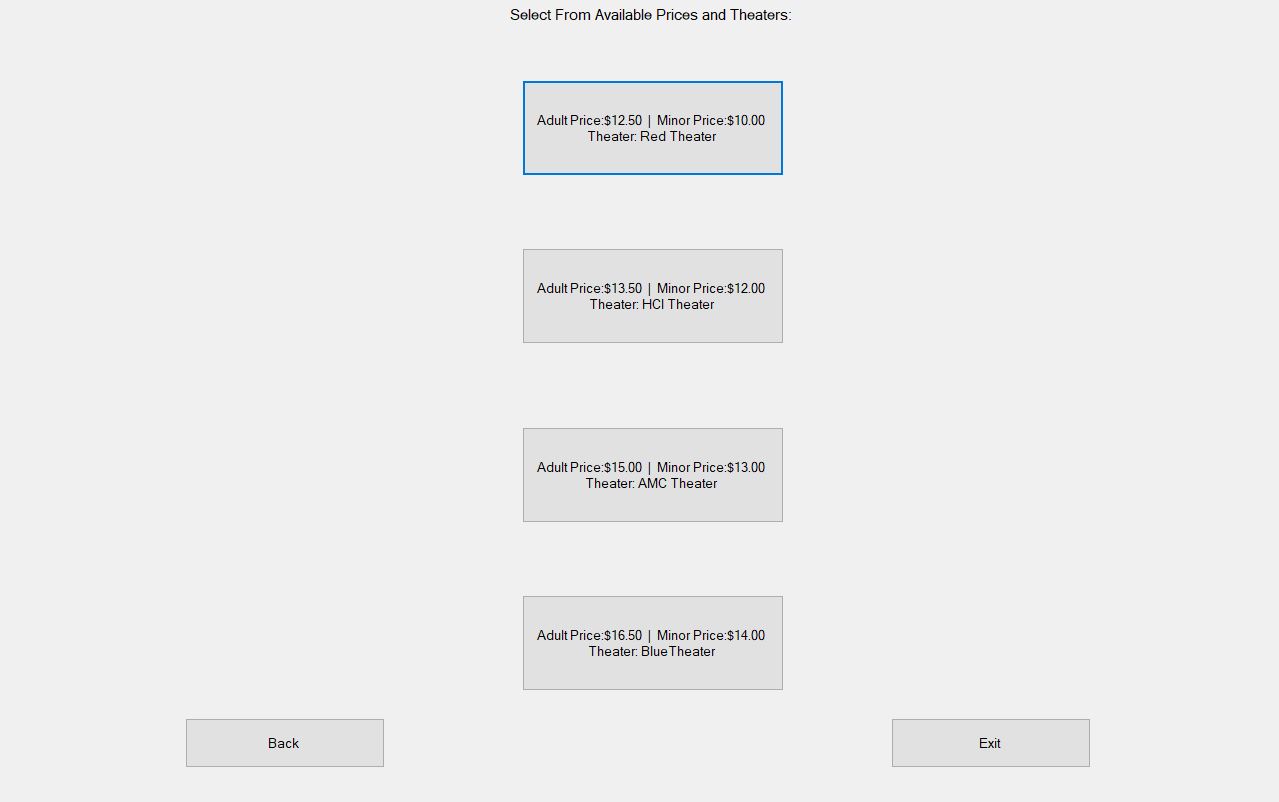 Select From Available Prices and Theaters:
Adult Price:$12.50 | Minor Price:$10.00
Theater: Red Theater
Adult Price:$13.50 | Minor Price:$12.00
Theater: HCI Theater
Adult Price:$15.00 | Minor Price:$13.00
Theater: AMC Theater
Adult Price:$16.50 | Minor Price:$14.00
Theater: BlueTheater
Back
Exit